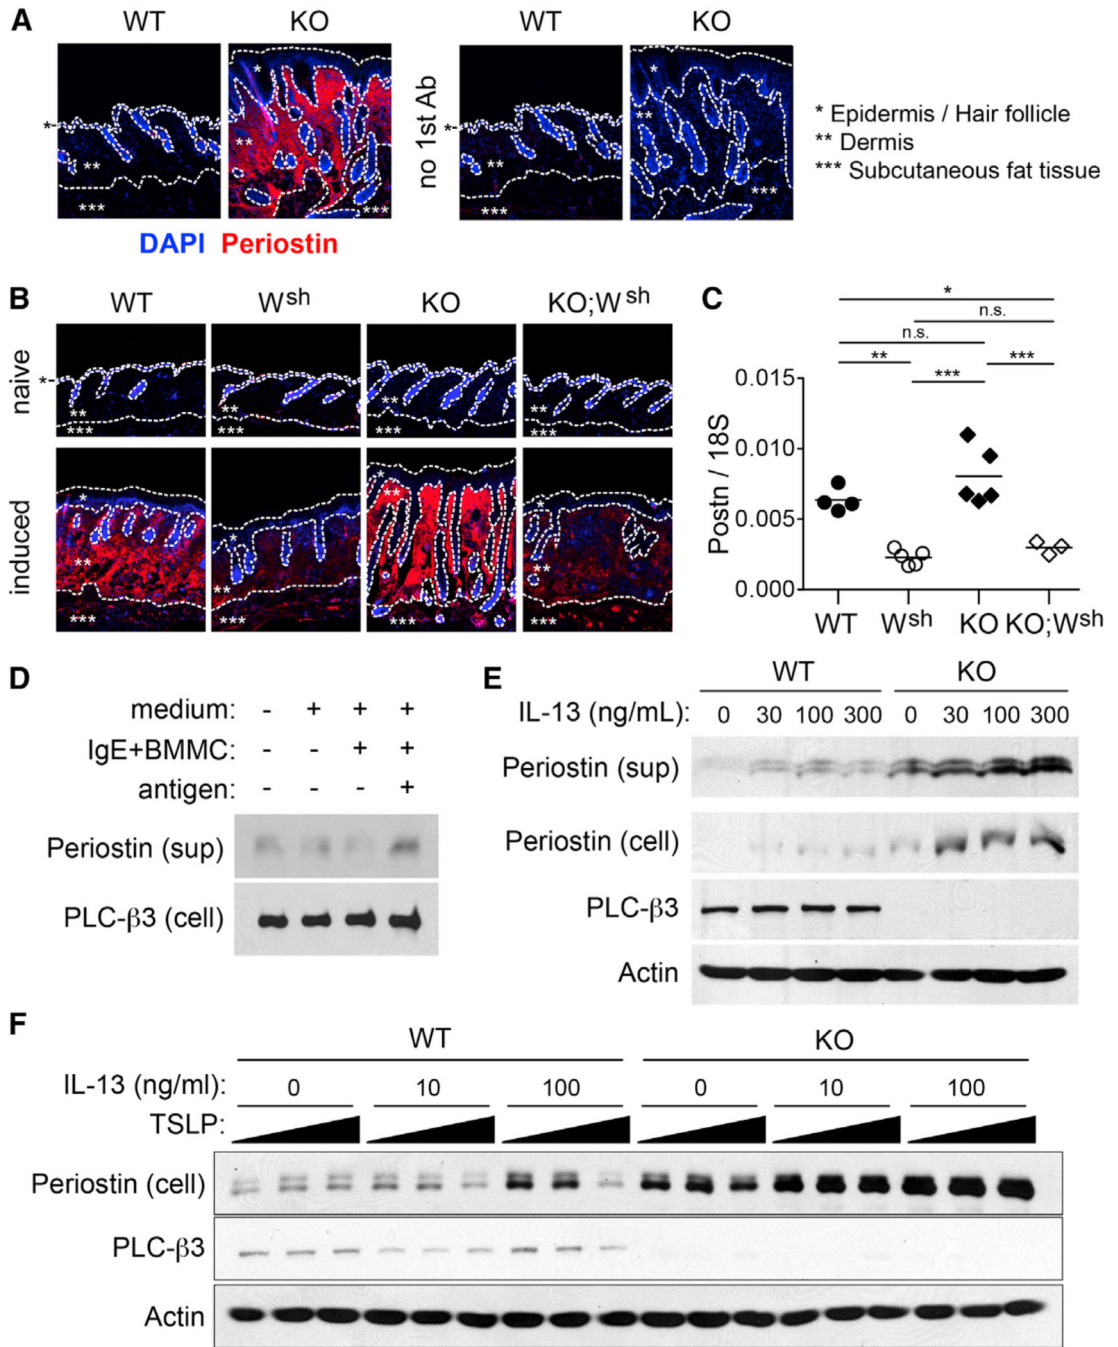 A
WT KO WT KO
no 1st Ab
* ** ***
* ** ***
* ** ***
* ** ***
* Epidermis / Hair follicle
** Dermis
*** Subcutaneous fat tissue
DAPI Periostin
B
WT Wsh KO KO;Wsh
naive
* ** *** ** *** ** *** ** ***
induced
* ** *** * ** *** * ** *** * ** ***
C
*
n.s.
n.s.
** ***
***
Postn / 18S
0.015
0.010
0.005
0.000
WT Wsh KO KO;Wsh
D
medium: - + + +
IgE+BMMC: - - + +
antigen: - - - +
Periostin (sup)
PLC-β3 (cell)
E
WT KO
IL-13 (ng/mL): 0 30 100 300 0 30 100 300
Periostin (sup)
Periostin (cell)
PLC-β3
Actin
F
WT KO
IL-13 (ng/ml): 0 10 100 0 10 100
TSLP:
Periostin (cell)
PLC-β3
Actin